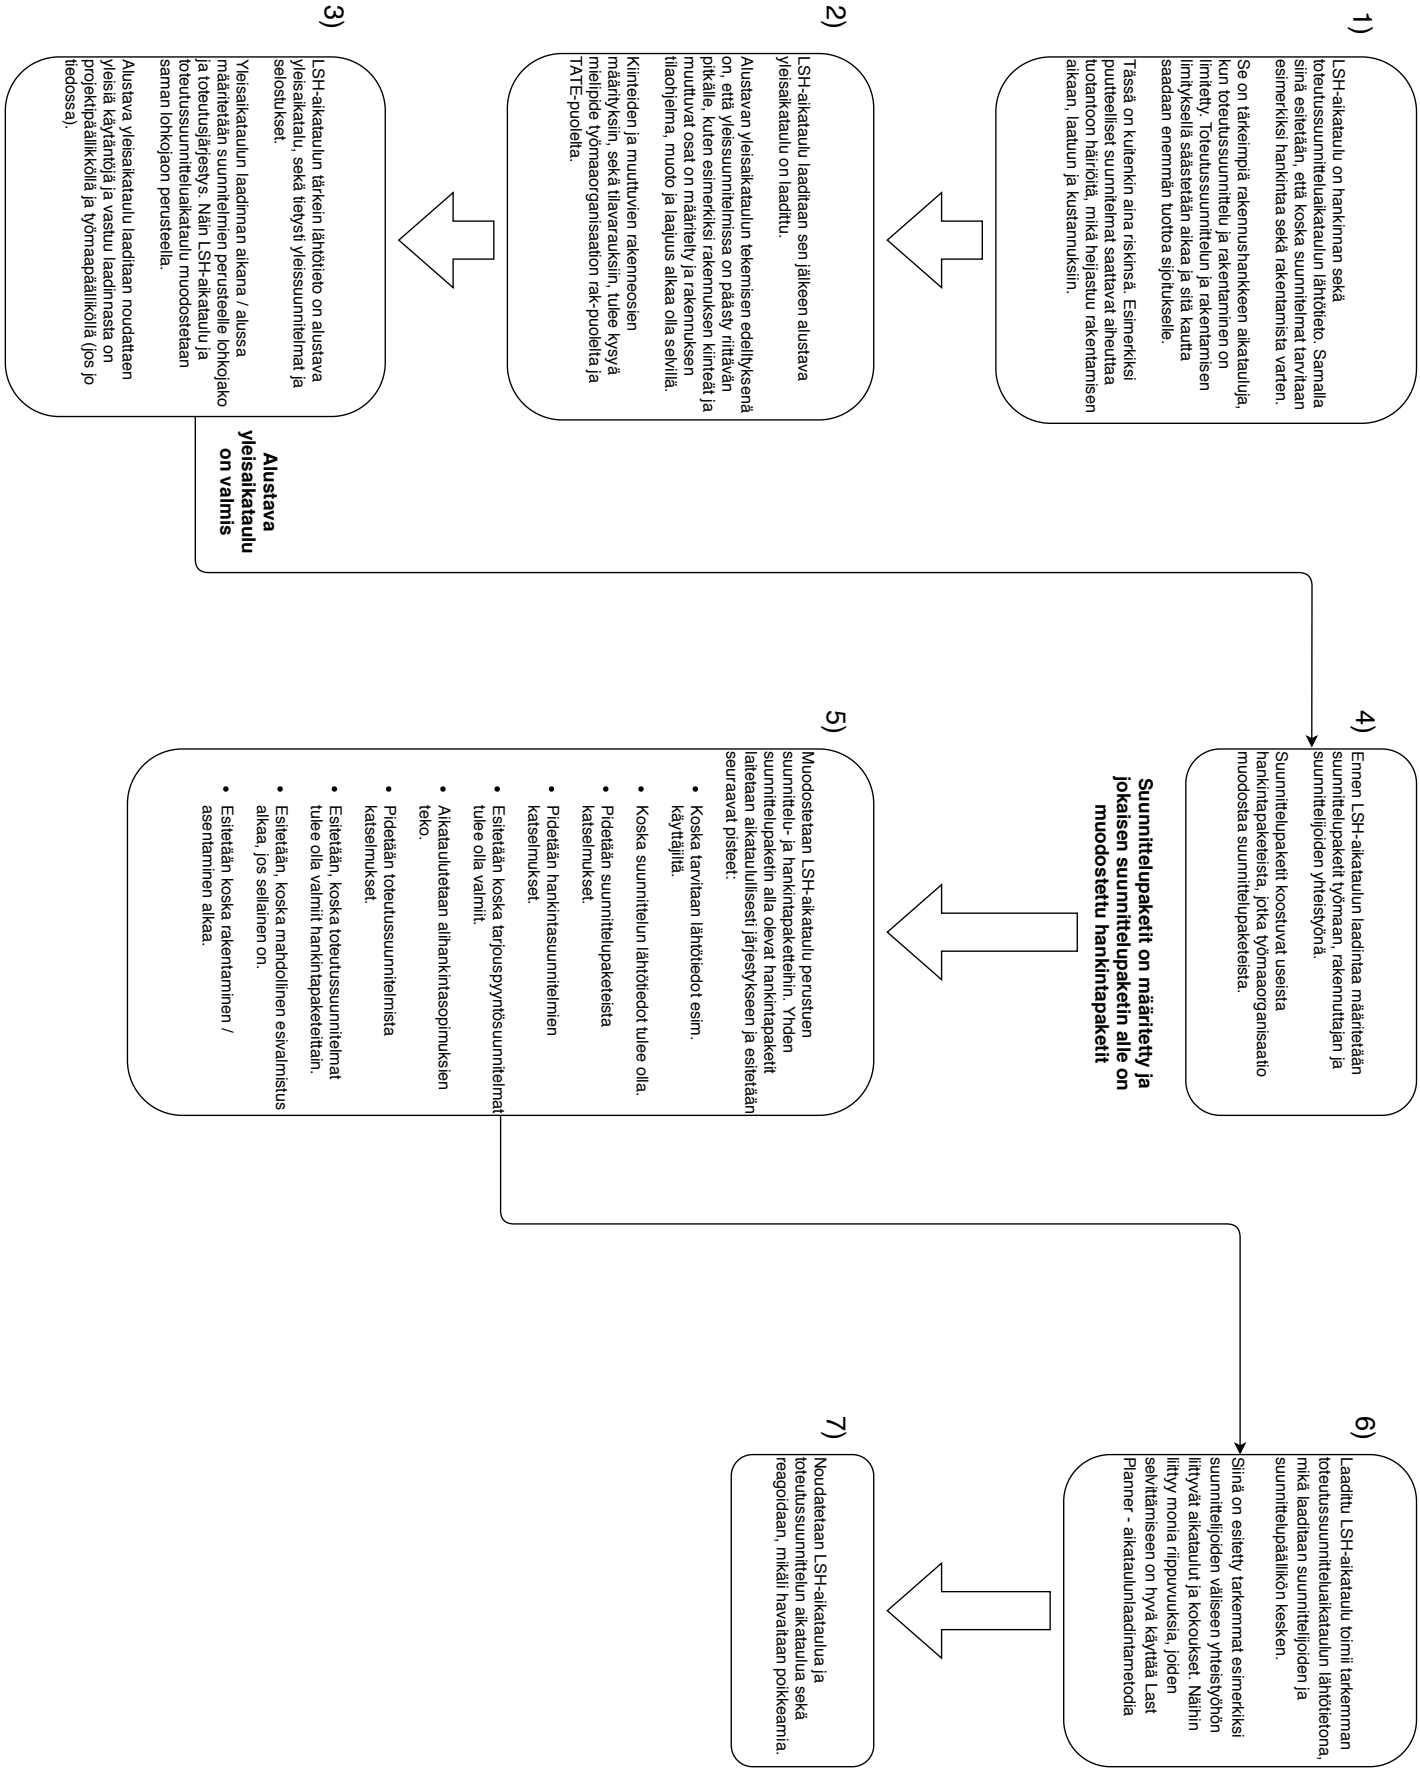 1)
LSH-aikataulu on hankinnan sekä
toteutussuunnitteluaikataulun lähtötieto. Samalla
siinä esitetään, että koska suunnitelmat tarvitaan
esimerkiksi hankintaa sekä rakentamista varten.
Se on tärkeimpiä rakennushankkeen aikatauluja,
kun toteutussuunnittelu ja rakentaminen on
limitetty. Toteutussuunnittelun ja rakentamisen
limityksellä säästetään aikaa ja sitä kautta
saadaan enemmän tuottoa sijoitukselle.
Tässä on kuitenkin aina riskinsä. Esimerkiksi
puutteelliset suunnitelmat saattavat aiheuttaa
tuotantoon häiriöitä, mikä heijastuu rakentamisen
aikaan, laatuun ja kustannuksiin.
2)
LSH-aikataulu laaditaan sen jälkeen alustava
yleisaikataulu on laadittu.
Alustavan yleisaikataulun tekemisen edellityksenä
on, että yleissuunnitelmissa on päästy riittävän
pitkälle, kuten esimerkiksi rakennuksen kiinteät ja
muuttuvat osat on määritelty ja rakennuksen
tilaohjelma, muoto ja laajuus alkaa olla selvillä.
Kiinteiden ja muuttuvien rakenneosien
määrityksiin, sekä tilavarauksiin, tulee kysyä
mielipide työmaaorganisaation rak-puolelta ja
TATE-puolelta.
3)
LSH-aikataulun tärkein lähtötieto on alustava
yleisaikatalu, sekä tietysti yleissuunnitelmat ja
selostukset.
Yleisaikataulun laadinnan aikana / alussa
määritetään suunnitelmien perusteelle lohkojako
ja toteutusjärjestys. Näin LSH-aikataulu ja
toteutussuunnitteluaikataulu muodostetaan
saman lohkojaon perusteella.
Alustava yleisaikataulu laaditaan noudattaen
yleisiä käytäntöjä ja vastuu laadinnasta on
projektipäälliköllä ja työmaapäälliköllä (jos jo
tiedossa).
Alustava
yleisaikataulu
on valmis
4)
Ennen LSH-aikataulun laadintaa määritetään
suunnittelupaketit työmaan, rakennuttajan ja
suunnittelijoiden yhteistyönä.
Suunnittelupaketit koostuvat useista
hankintapaketeista, jotka työmaaorganisaatio
muodostaa suunnittelupaketeista.
Suunnittelupaketit on määritetty ja
jokaisen suunnittelupaketin alle on
muodostettu hankintapaketit
5)
Muodostetaan LSH-aikataulu perustuen
suunnittelu- ja hankintapaketteihin. Yhden
suunnittelupaketin alla olevat hankintapaketit
laitetaan aikataulullisesti järjestykseen ja esitetään
seuraavat pisteet:
• Koska tarvitaan lähtötiedot esim.
käyttäjiltä.
• Koska suunnittelun lähtötiedot tulee olla.
• Pidetään suunnittelupaketeista
katselmukset.
• Pidetään hankintasuunnitelmien
katselmukset.
• Esitetään koska tarjouspyyntösuunnitelmat
tulee olla valmiit.
• Aikataulutetaan alihankintasopimuksien
teko.
• Pidetään toteutussuunnitelmista
katselmukset.
• Esitetään, koska toteutussuunnitelmat
tulee olla valmiit hankintapaketeittain.
• Esitetään, koska mahdollinen esivalmistus
alkaa, jos sellainen on.
• Esitetään koska rakentaminen /
asentaminen alkaa.
6)
Laadittu LSH-aikataulu toimii tarkemman
toteutussuunnitteluaikataulun lähtötietona,
mikä laaditaan suunnittelijoiden ja
suunnittelupäällikön kesken.
Siinä on esitetty tarkemmat esimerkiksi
suunnittelijoiden väliseen yhteistyöhön
liittyvät aikataulut ja kokoukset. Näihin
liittyy monia riippuvuuksia, joiden
selvittämiseen on hyvä käyttää Last
Planner - aikataulunlaadintametodia
7)
Noudatetaan LSH-aikataulua ja
toteutussuunnittelun aikataulua sekä
reagoidaan, mikäli havaitaan poikkeamia.